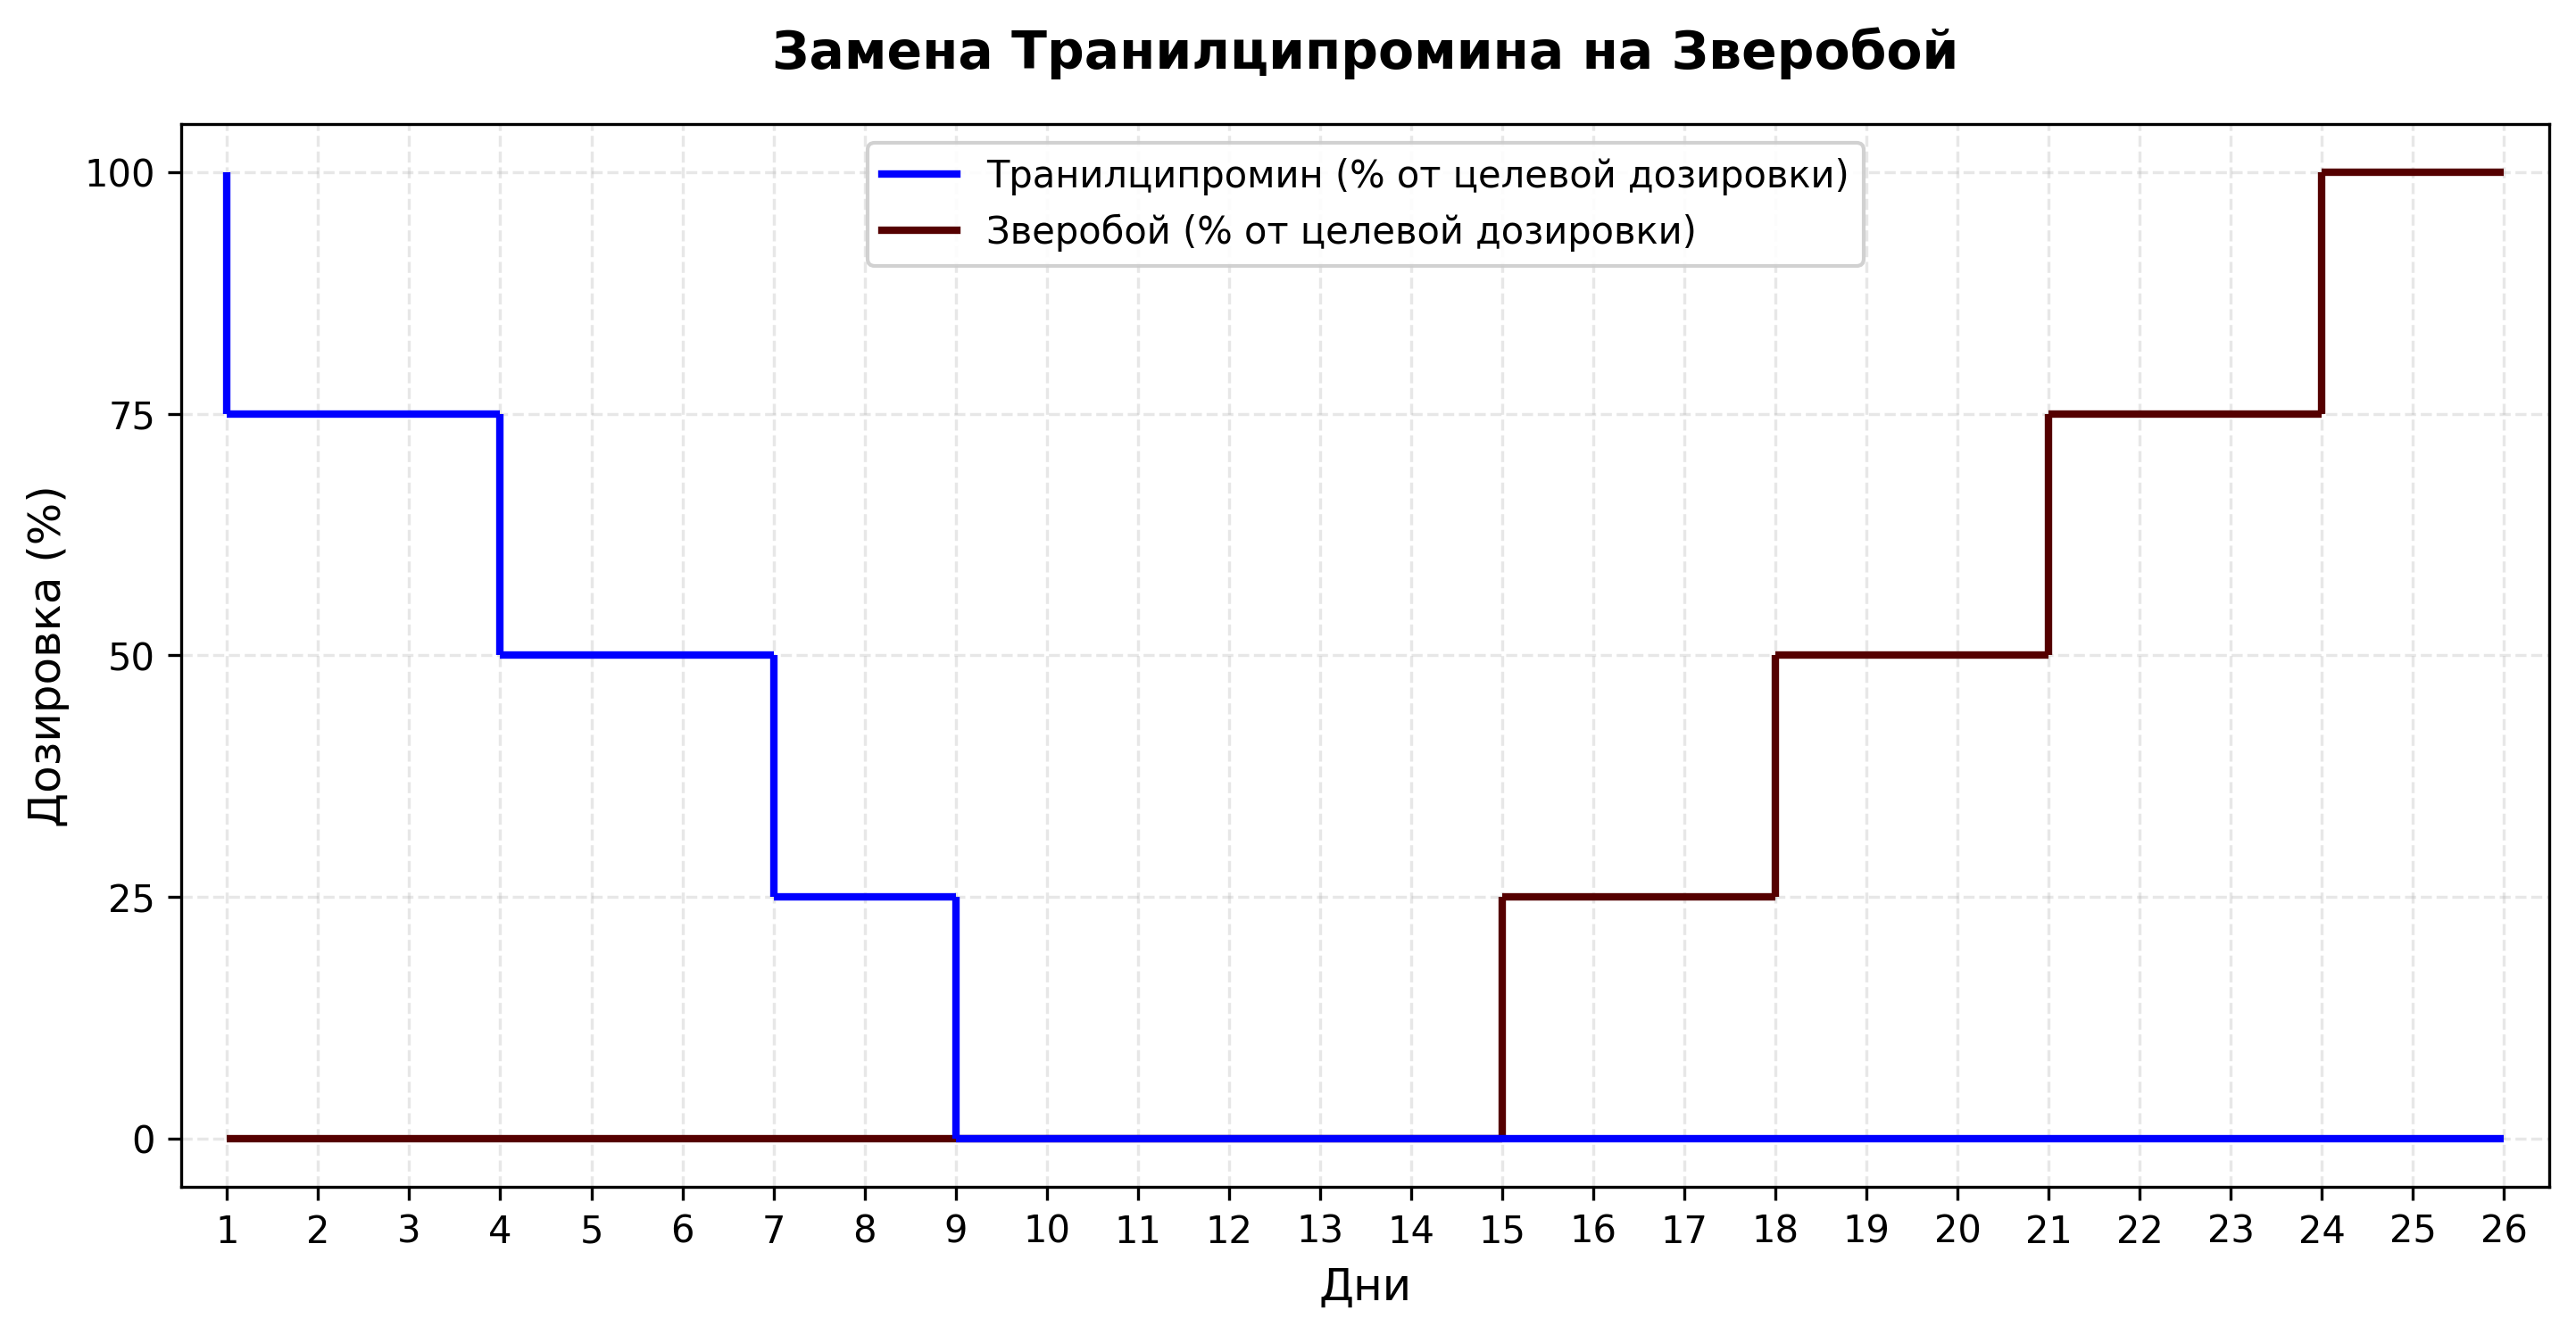 Замена Транилципромина на Зверобой
Транилципромин (% от целевой дозировки)
Зверобой (% от целевой дозировки)
Дозировка (%)
100
75
50
25
0
1 2 3 4 5 6 7 8 9 10 11 12 13 14 15 16 17 18 19 20 21 22 23 24 25 26
Дни